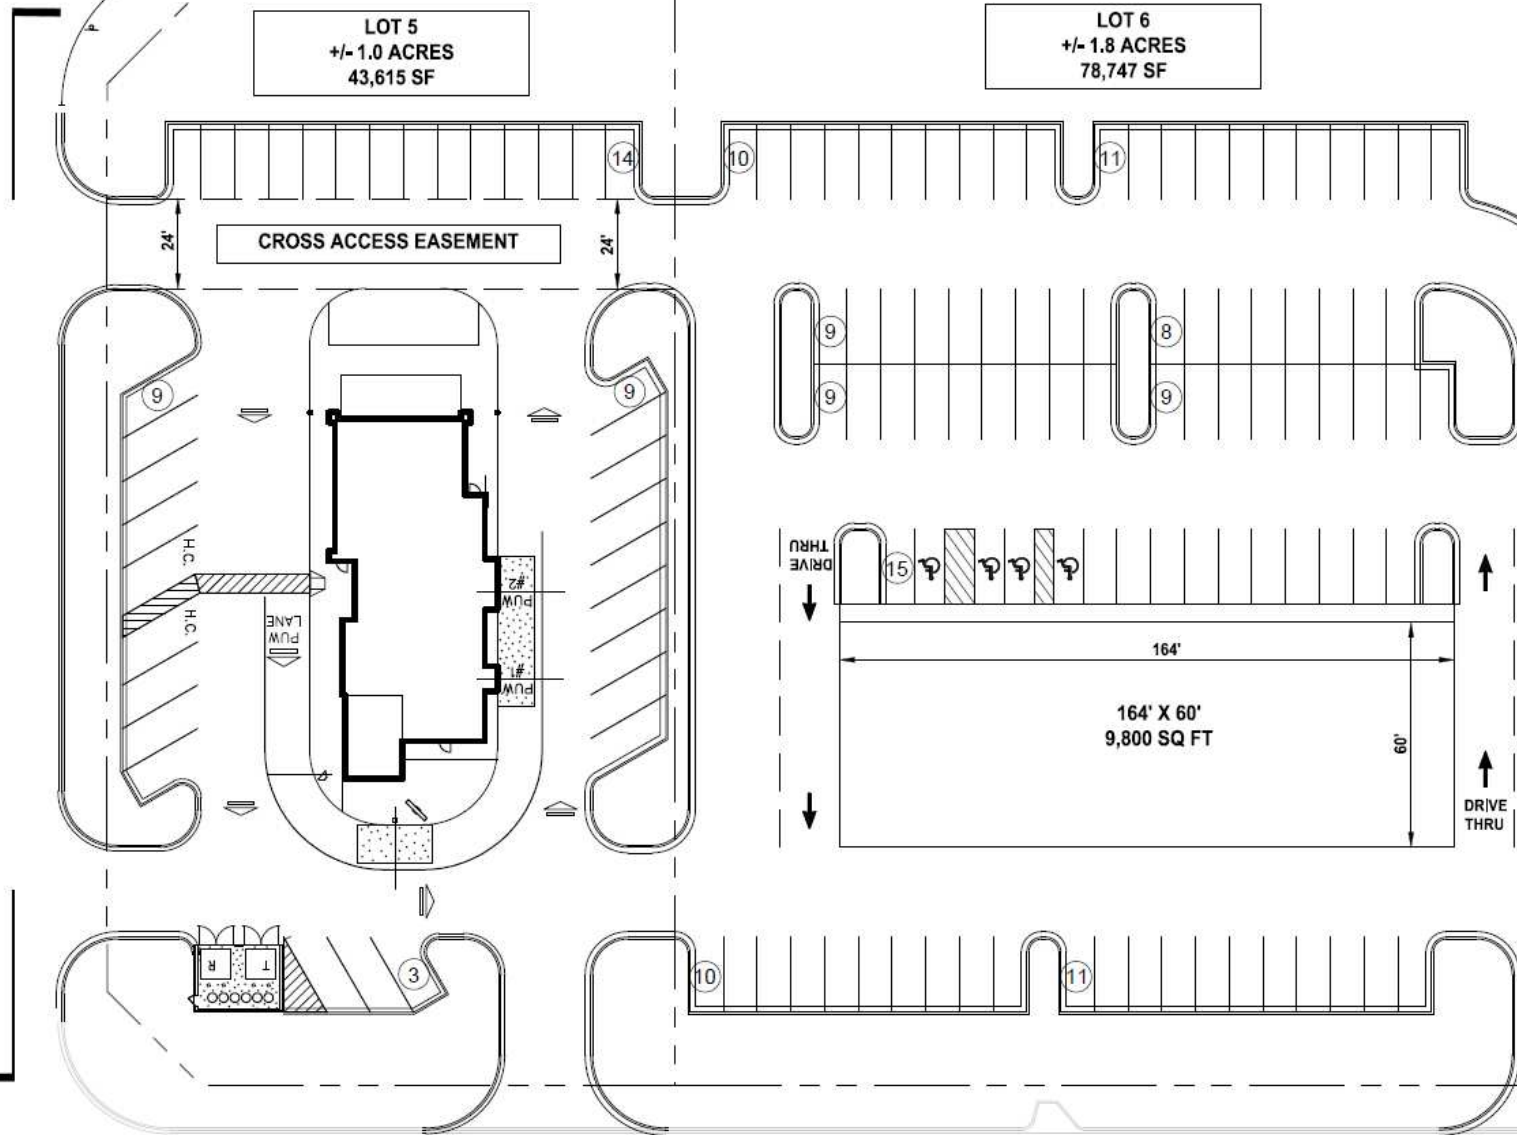 LOT 5
+/- 1.0 ACRES
43,615 SF
LOT 6
+/- 1.8 ACRES
78,747 SF
14
10
11
24'
CROSS ACCESS EASEMENT
24'
9
8
9
9
9
9
DRIVE
THRU
15
H.C.
H.C.
PUW
#2
PUW
LANE
PUW
#1
164'
164' X 60'
9,800 SQ FT
60'
DRIVE
THRU
R
T
3
10
11